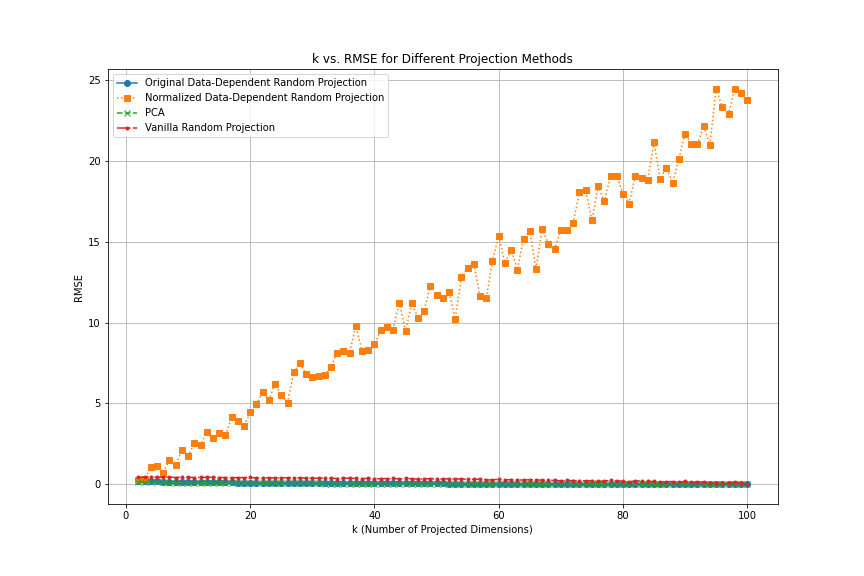 k vs. RMSE for Different Projection Methods
Original Data-Dependent Random Projection
Normalized Data-Dependent Random Projection
PCA
Vanilla Random Projection
25
20
15
10
5
0
RMSE
0 20 40 60 80 100
k (Number of Projected Dimensions)